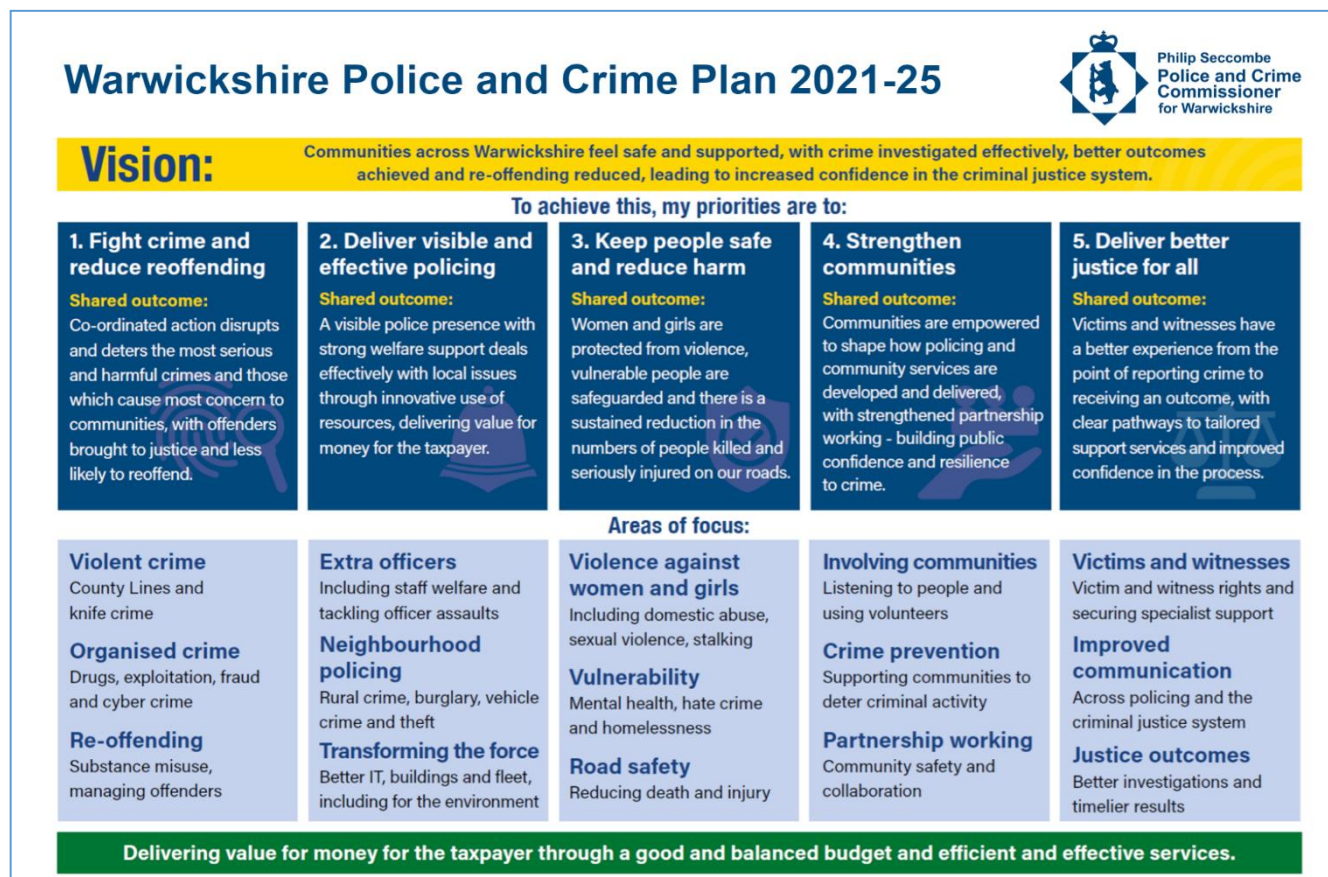 Warwickshire Police and Crime Plan 2021-25
Philip Seccombe
Police and Crime
Commissioner
for Warwickshire
Vision:
Communities across Warwickshire feel safe and supported, with crime investigated effectively, better outcomes
achieved and re-offending reduced, leading to increased confidence in the criminal justice system.
To achieve this, my priorities are to:
1. Fight crime and
reduce reoffending
Shared outcome:
Co-ordinated action disrupts
and deters the most serious
and harmful crimes and those
which cause most concern to
communities, with offenders
brought to justice and less
likely to reoffend.
2. Deliver visible and
effective policing
Shared outcome:
A visible police presence with
strong welfare support deals
effectively with local issues
through innovative use of
resources, delivering value for
money for the taxpayer.
3. Keep people safe
and reduce harm
Shared outcome:
Women and girls are
protected from violence,
vulnerable people are
safeguarded and there is a
sustained reduction in the
numbers of people killed and
seriously injured on our roads.
4. Strengthen
communities
Shared outcome:
Communities are empowered
to shape how policing and
community services are
developed and delivered,
with strengthened partnership
working - building public
confidence and resilience
to crime.
5. Deliver better
justice for all
Shared outcome:
Victims and witnesses have
a better experience from the
point of reporting crime to
receiving an outcome, with
clear pathways to tailored
support services and improved
confidence in the process.
Areas of focus:
Violent crime
County Lines and
knife crime
Organised crime
Drugs, exploitation, fraud
and cyber crime
Re-offending
Substance misuse,
managing offenders
Extra officers
Including staff welfare and
tackling officer assaults
Neighbourhood
policing
Rural crime, burglary, vehicle
crime and theft
Transforming the force
Better IT, buildings and fleet,
including for the environment
Violence against
women and girls
Including domestic abuse,
sexual violence, stalking
Vulnerability
Mental health, hate crime
and homelessness
Road safety
Reducing death and injury
Involving communities
Listening to people and
using volunteers
Crime prevention
Supporting communities to
deter criminal activity
Partnership working
Community safety and
collaboration
Victims and witnesses
Victim and witness rights and
securing specialist support
Improved
communication
Across policing and the
criminal justice system
Justice outcomes
Better investigations and
timelier results
Delivering value for money for the taxpayer through a good and balanced budget and efficient and effective services.